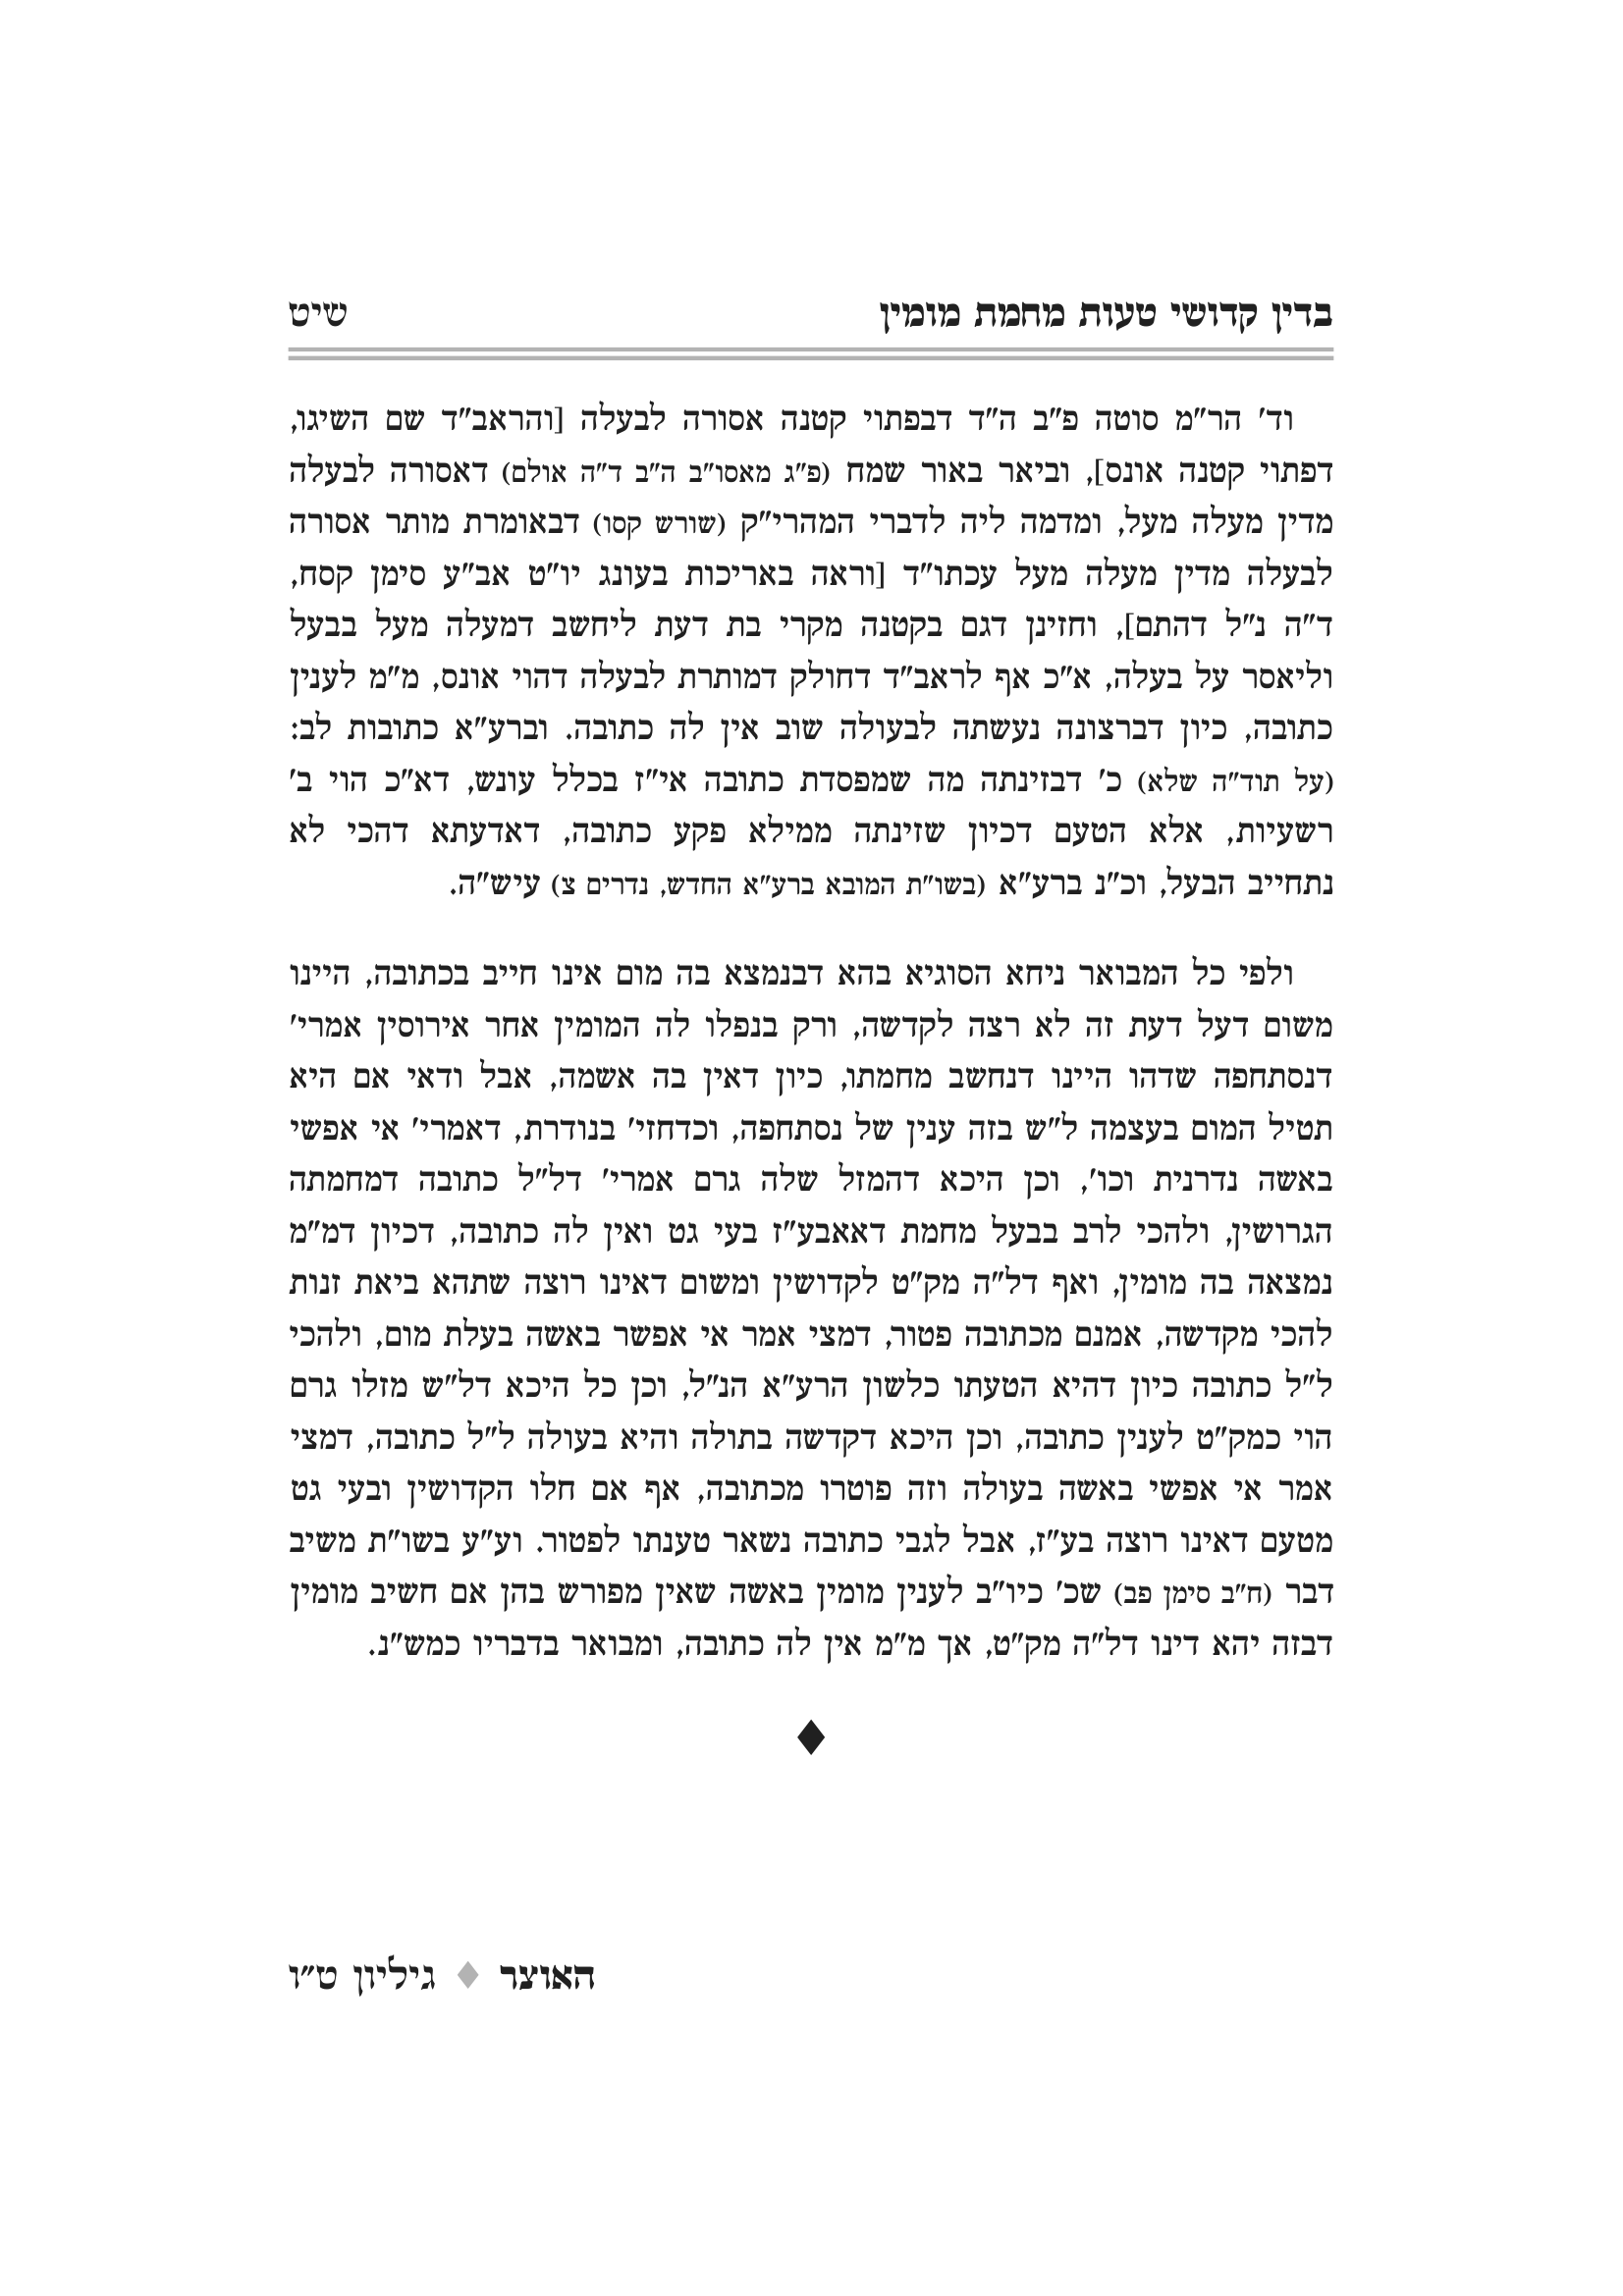 בדין קדושי טעות מחמת מומין שיט
וד' הר"מ סוטה פ"ב ה"ד דבפתוי קטנה אסורה לבעלה [והראב"ד שם השיגו,
דפתוי קטנה אונס], וביאר באור שמח (פ"ג מאסו"ב ה"ב ד"ה אולם) דאסורה לבעלה
מדין מעלה מעל, ומדמה ליה לדברי המהרי"ק (שורש קסו) דבאומרת מותר אסורה
לבעלה מדין מעלה מעל עכתו"ד [וראה באריכות בעונג יו"ט אב"ע סימן קסח,
ד"ה נ"ל דהתם], וחזינן דגם בקטנה מקרי בת דעת ליחשב דמעלה מעל בבעל
וליאסר על בעלה, א"כ אף לראב"ד דחולק דמותרת לבעלה דהוי אונס, מ"מ לענין
כתובה, כיון דברצונה נעשתה לבעולה שוב אין לה כתובה. וברע"א כתובות לב:
(על תוד"ה שלא) כ' דבזינתה מה שמפסדת כתובה אי"ז בכלל עונש, דא"כ הוי ב'
רשעיות, אלא הטעם דכיון שזינתה ממילא פקע כתובה, דאדעתא דהכי לא
נתחייב הבעל, וכ"נ ברע"א (בשו"ת המובא ברע"א החדש, נדרים צ) עיש"ה.
ולפי כל המבואר ניחא הסוגיא בהא דבנמצא בה מום אינו חייב בכתובה, היינו
משום דעל דעת זה לא רצה לקדשה, ורק בנפלו לה המומין אחר אירוסין אמרי'
דנסתחפה שדהו היינו דנחשב מחמתו, כיון דאין בה אשמה, אבל ודאי אם היא
תטיל המום בעצמה ל"ש בזה ענין של נסתחפה, וכדחזי' בנודרת, דאמרי' אי אפשי
באשה נדרנית וכו', וכן היכא דהמזל שלה גרם אמרי' דל"ל כתובה דמחמתה
הגרושין, ולהכי לרב בבעל מחמת דאאבע"ז בעי גט ואין לה כתובה, דכיון דמ"מ
נמצאה בה מומין, ואף דל"ה מק"ט לקדושין ומשום דאינו רוצה שתהא ביאת זנות
להכי מקדשה, אמנם מכתובה פטור, דמצי אמר אי אפשר באשה בעלת מום, ולהכי
ל"ל כתובה כיון דהיא הטעתו כלשון הרע"א הנ"ל, וכן כל היכא דל"ש מזלו גרם
הוי כמק"ט לענין כתובה, וכן היכא דקדשה בתולה והיא בעולה ל"ל כתובה, דמצי
אמר אי אפשי באשה בעולה וזה פוטרו מכתובה, אף אם חלו הקדושין ובעי גט
מטעם דאינו רוצה בע"ז, אבל לגבי כתובה נשאר טענתו לפטור. וע"ע בשו"ת משיב
דבר (ח"ב סימן פב) שכ' כיו"ב לענין מומין באשה שאין מפורש בהן אם חשיב מומין
דבזה יהא דינו דל"ה מק"ט, אך מ"מ אין לה כתובה, ומבואר בדבריו כמש"נ.
האוצר ♦ גיליון ט"ו